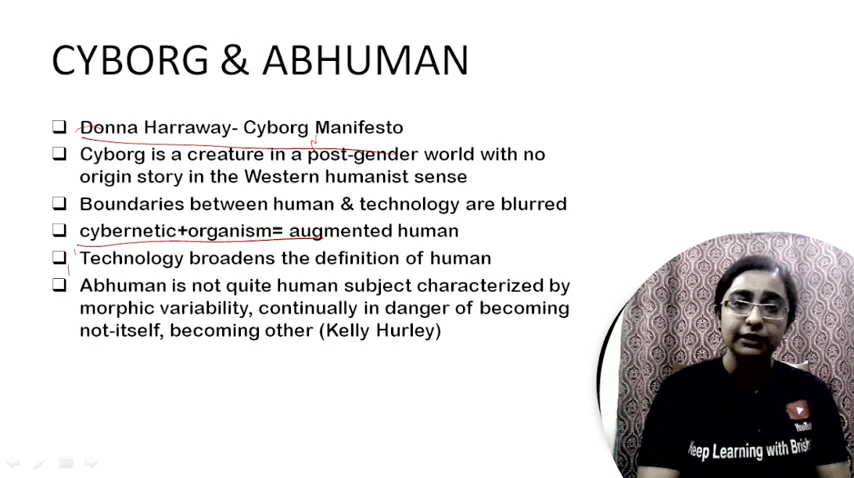 CYBORG & ABHUMAN
❑ Donna Harraway- Cyborg Manifesto
❑ Cyborg is a creature in a post-gender world with no
origin story in the Western humanist sense
❑ Boundaries between human & technology are blurred
❑ cybernetic+organism= augmented human
❑ Technology broadens the definition of human
❑ Abhuman is not quite human subject characterized by
morphic variability, continually in danger of becoming
not-itself, becoming other (Kelly Hurley)
YouTube
Keep Learning with